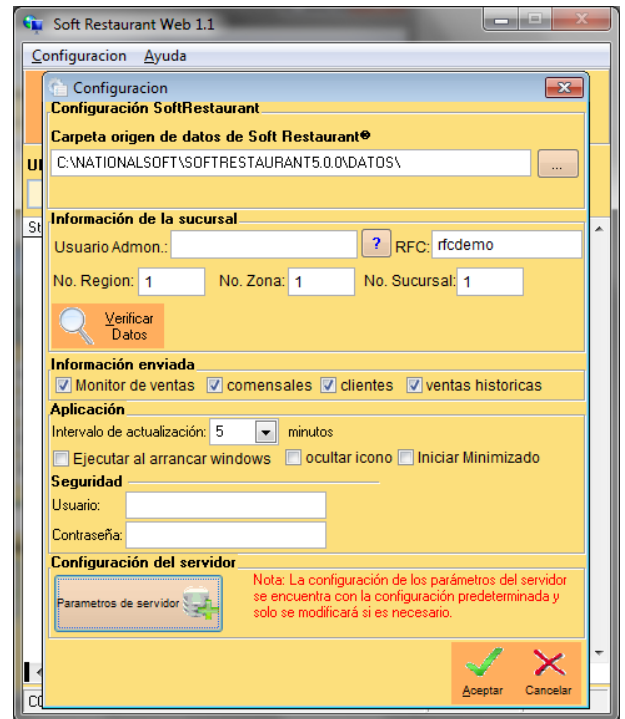 Soft Restaurant Web 1.1
Configuracion Ayuda
Configuracion
Configuración SoftRestaurant
Carpeta origen de datos de Soft Restaurant®
C:\NATIONALSOFT\SOFTRESTAURANT5.0.0\DATOS\ ...
Información de la sucursal
Usuario Admon.: ? RFC: rfcdemo
No. Region: 1 No. Zona: 1 No. Sucursal: 1
Verificar
Datos
Información enviada
Monitor de ventas comensales clientes ventas historicas
Aplicación
Intervalo de actualización: 5 minutos
Ejecutar al arrancar windows ocultar icono Iniciar Minimizado
Seguridad
Usuario:
Contraseña:
Configuración del servidor
Parametros de servidor
Nota: La configuración de los parámetros del servidor
se encuentra con la configuración predeterminada y
solo se modificará si es necesario.
Aceptar Cancelar